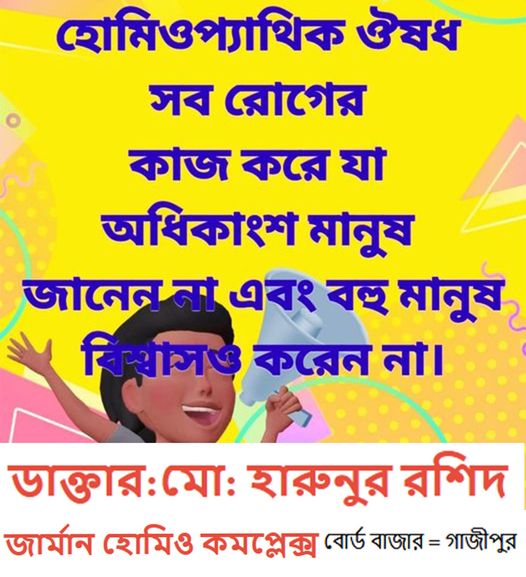 হোমিওপ্যাথিক ঔষধ
সব রোগের
কাজ করে যা
অধিকাংশ মানুষ
জানেন না এবং বহু মানুষ
বিশ্বাসও করেন না।
ডাক্তার:মো: হারুনুর রশিদ
জার্মান হোমিও কমপ্লেক্স বোর্ড বাজার = গাজীপুর